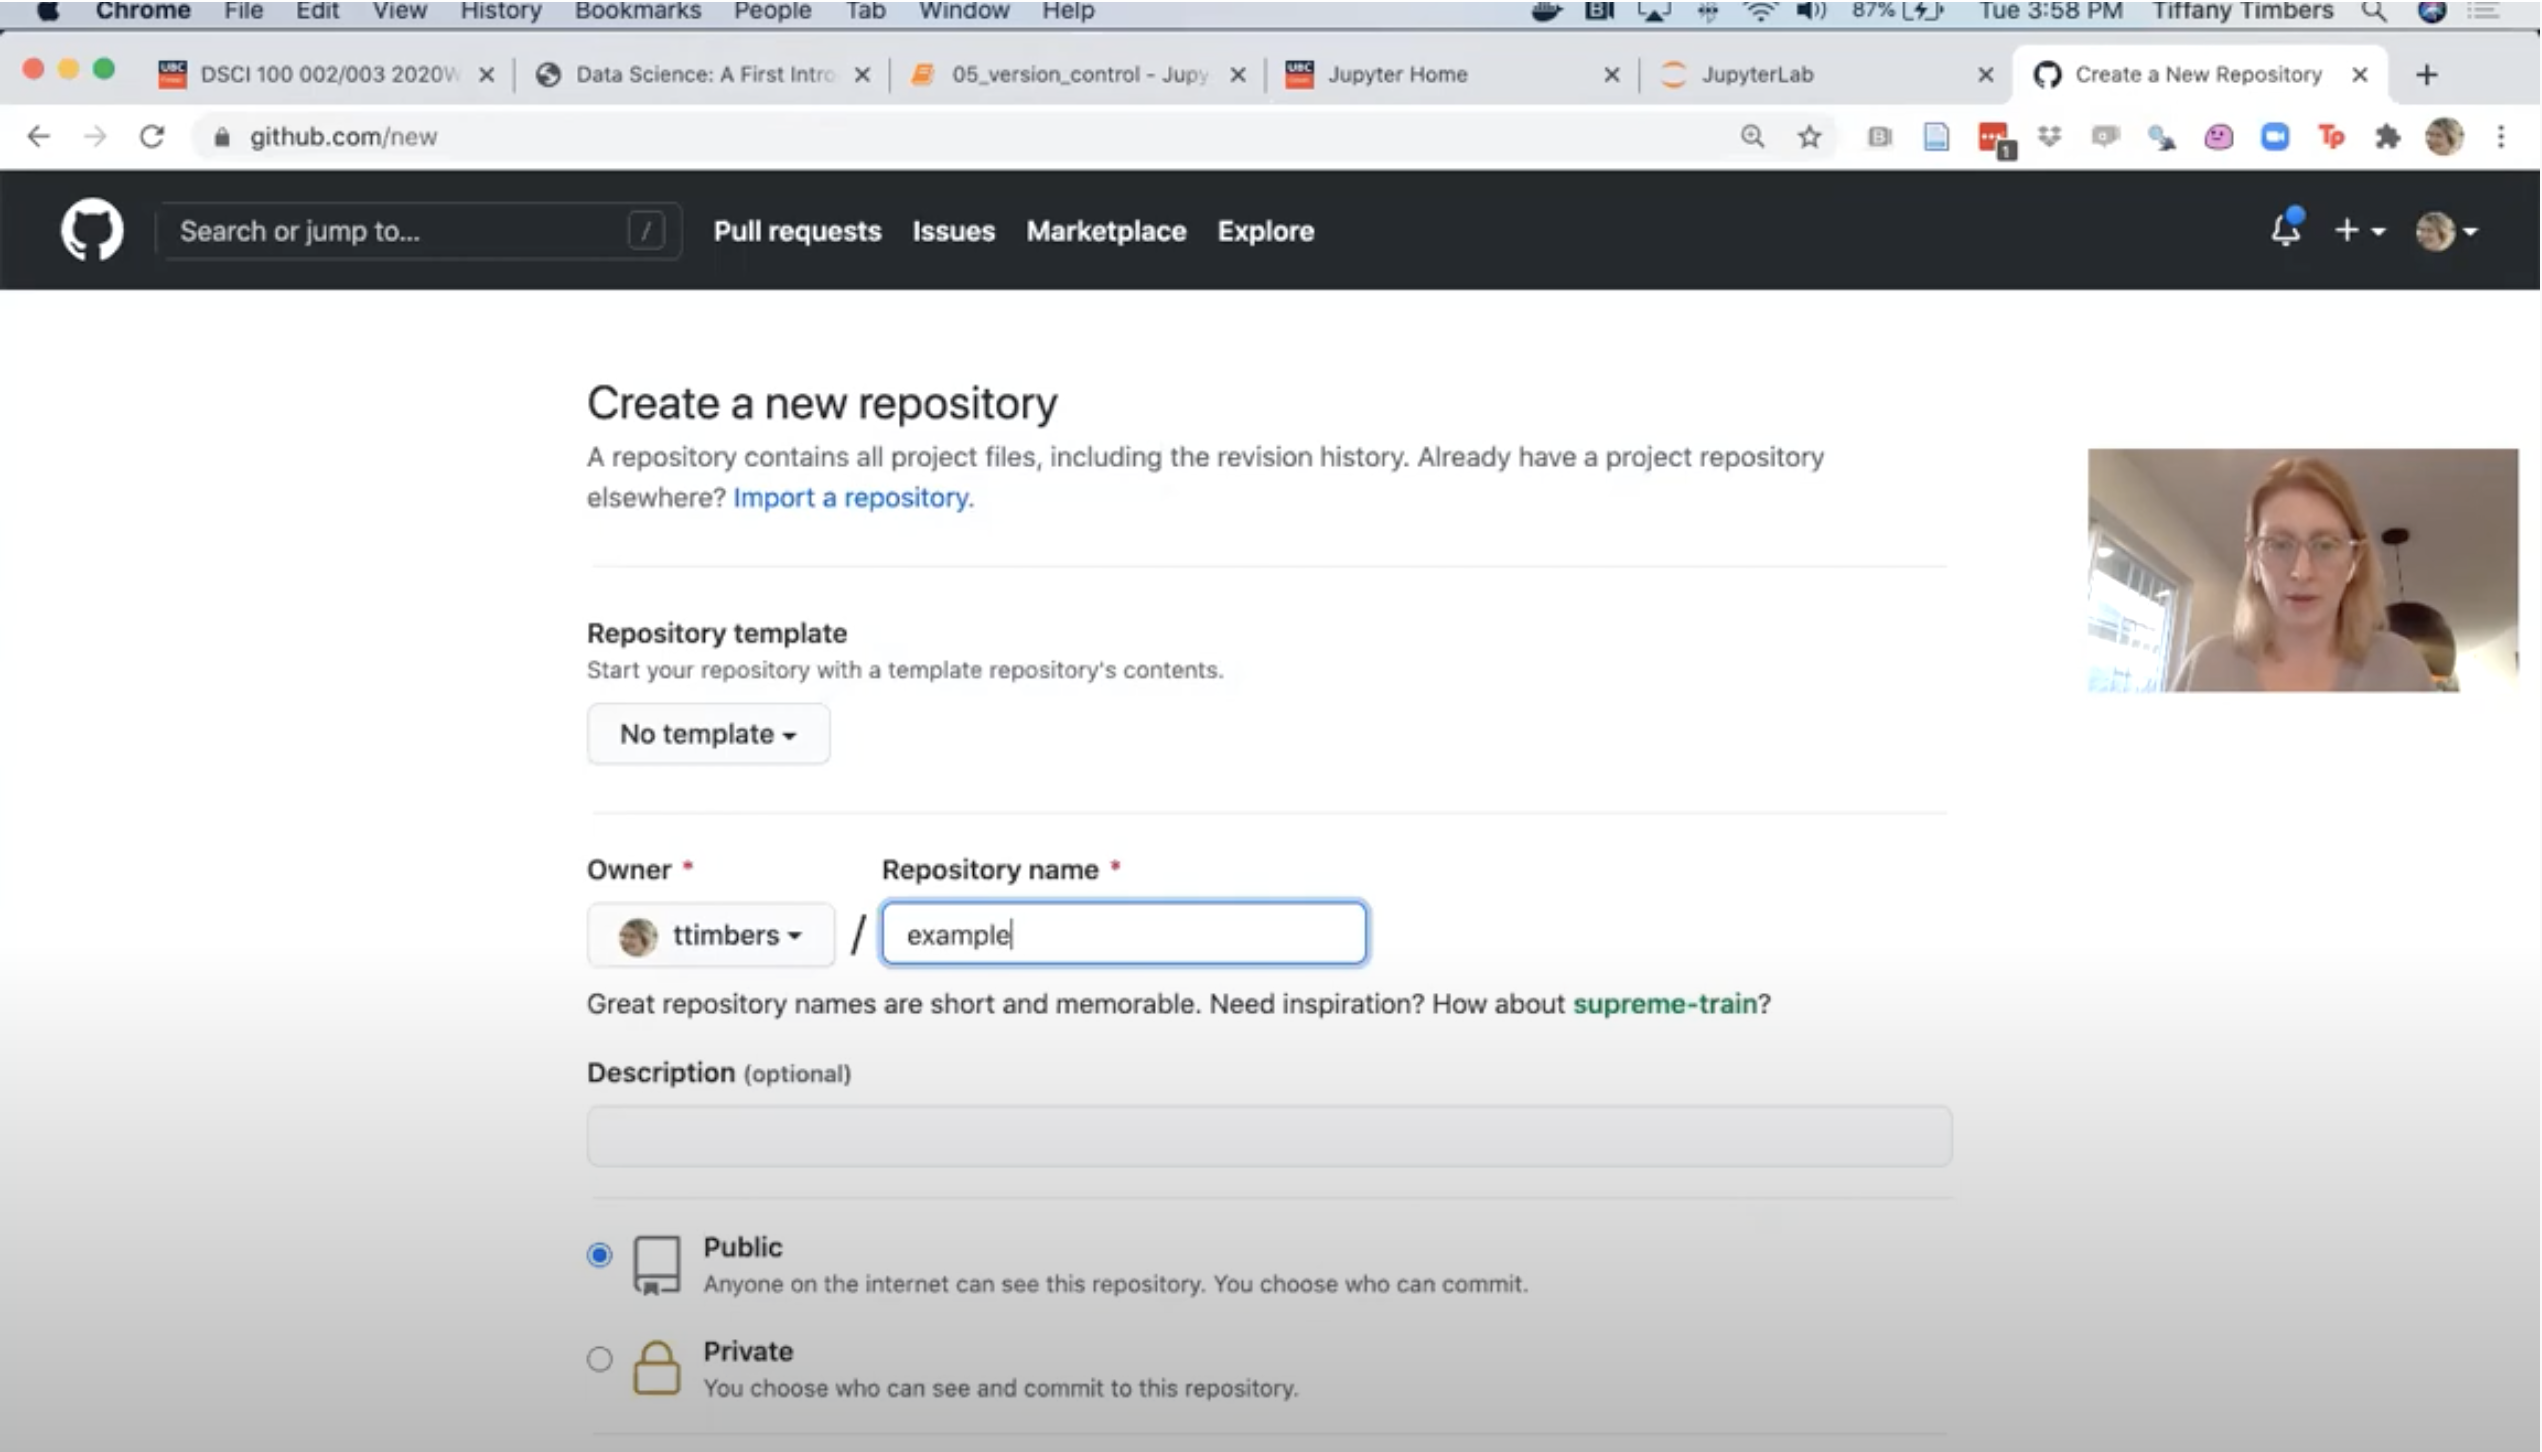 Chrome File Edit View History Bookmarks People Tab Window Help 87% Tue 3:58 PM Tiffany Timbers
DSCI 100 002/003 2020W Data Science: A First Intro 05_version_control - Jupy Jupyter Home JupyterLab Create a New Repository
github.com/new 1 Tp
Search or jump to... / Pull requests Issues Marketplace Explore
Create a new repository
A repository contains all project files, including the revision history. Already have a project repository
elsewhere? Import a repository.
Repository template
Start your repository with a template repository's contents.
No template
Owner * Repository name *
ttimbers / example
Great repository names are short and memorable. Need inspiration? How about supreme-train?
Description (optional)
Public
Anyone on the internet can see this repository. You choose who can commit.
Private
You choose who can see and commit to this repository.